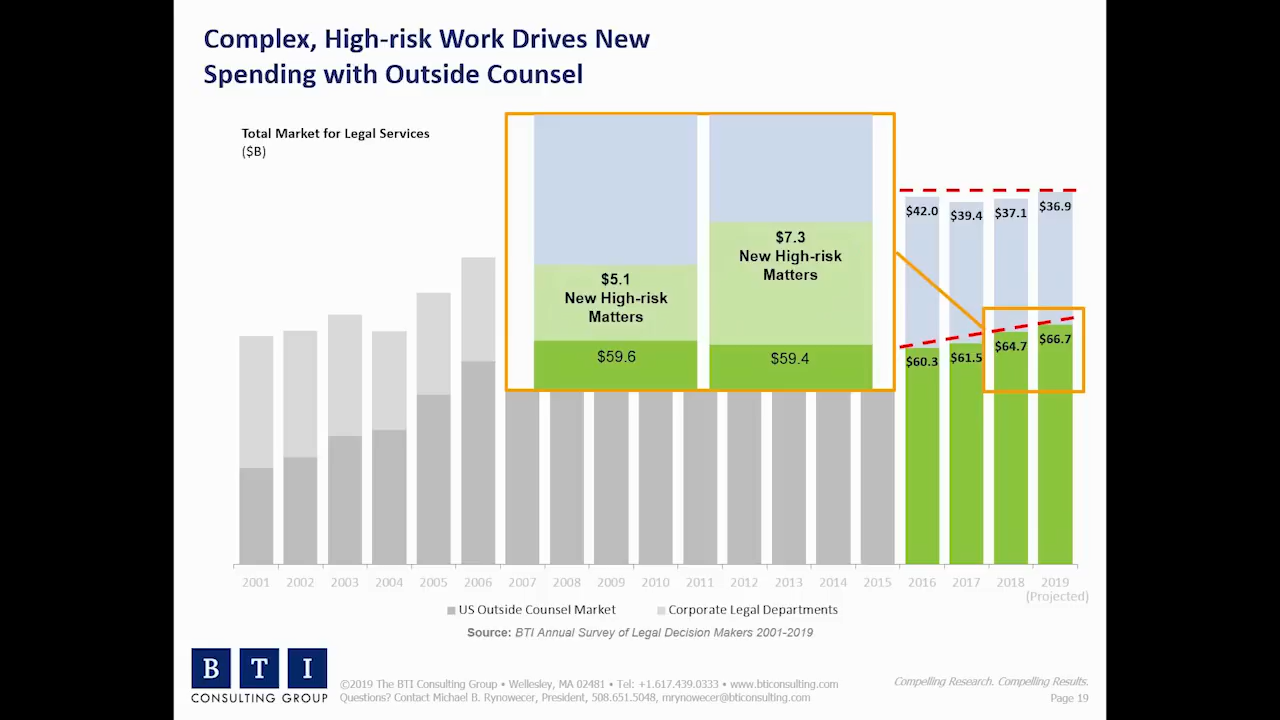 Complex, High-risk Work Drives New
Spending with Outside Counsel
Total Market for Legal Services
($B)
$5.1
New High-risk
Matters
$59.6
$7.3
New High-risk
Matters
$59.4
$42.0
$39.4
$37.1
$36.9
$60.3
$61.5
$64.7
$66.7
2001 2002 2003 2004 2005 2006 2007 2008 2009 2010 2011 2012 2013 2014 2015 2016 2017 2018 2019
(Projected)
US Outside Counsel Market Corporate Legal Departments
Source: BTI Annual Survey of Legal Decision Makers 2001-2019
B T I
CONSULTING GROUP
©2019 The BTI Consulting Group • Wellesley, MA 02481 • Tel: +1.617.439.0333 • www.bticonsulting.com
Questions? Contact Michael B. Rynowecer, President, 508.651.5048, mrynowecer@bticonsulting.com
Compelling Research. Compelling Results.
Page 19